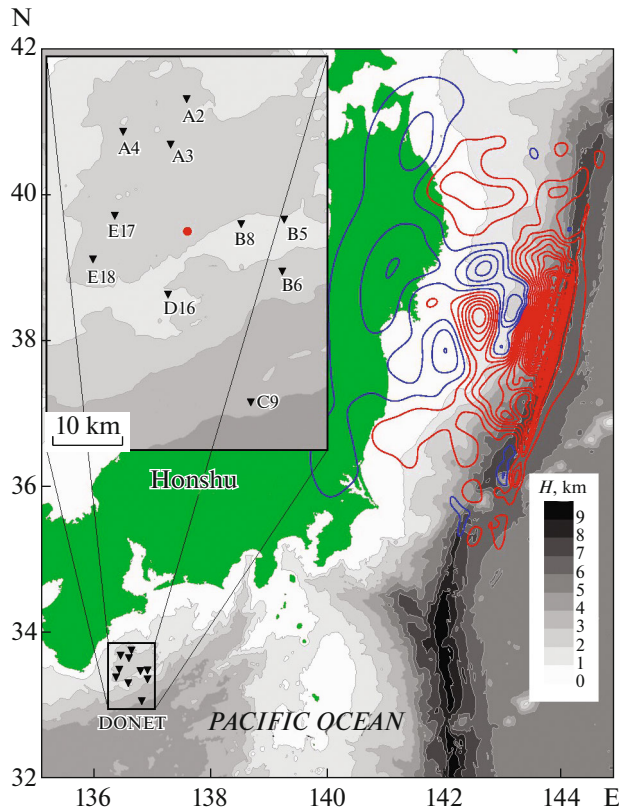 N
42
A2
A4
A3
40
E17
B8
B5
E18
B6
D16
38
C9
10 km
Honshu
36
H, km
9
8
7
6
5
4
3
2
1
0
34
DONET
PACIFIC OCEAN
32
136
138
140
142
144
E